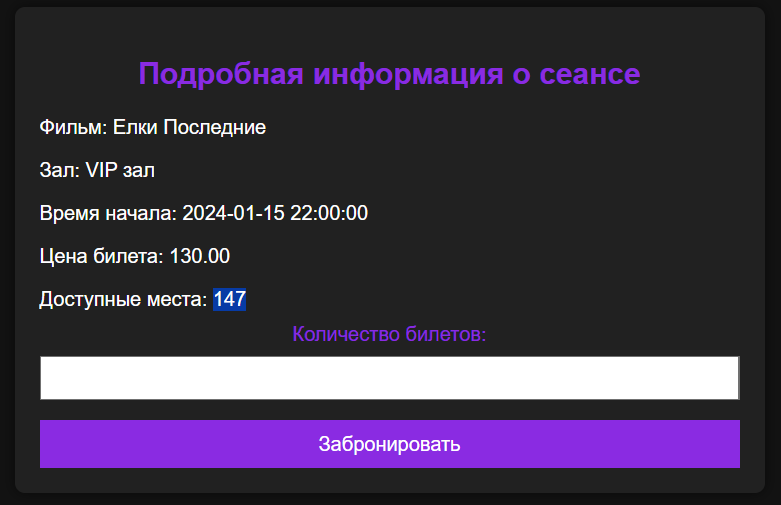 Подробная информация о сеансе
Фильм: Елки Последние
Зал: VIP зал
Время начала: 2024-01-15 22:00:00
Цена билета: 130.00
Доступные места: 147
Количество билетов:
Забронировать